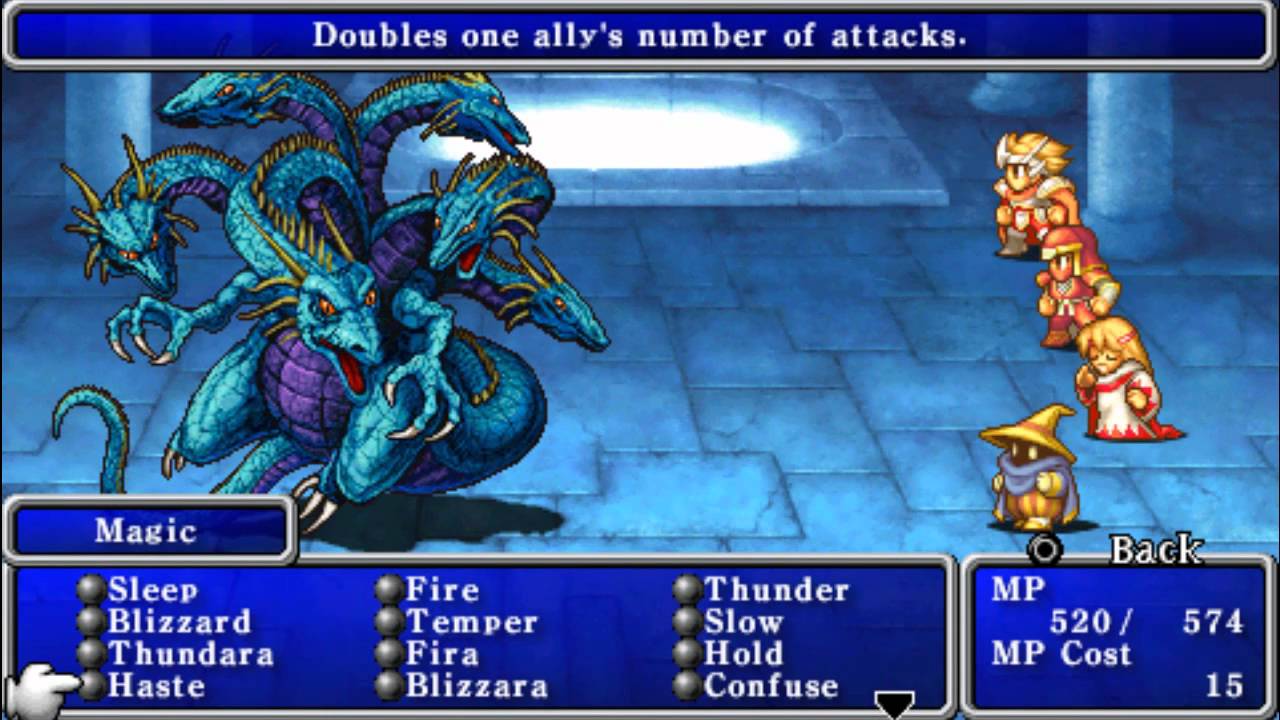 Doubles one ally's number of attacks.
Magic
Back
Sleep Fire Thunder
Blizzard Temper Slow
Thundara Fira Hold
Haste Blizzara Confuse
MP
520/ 574
MP Cost
15